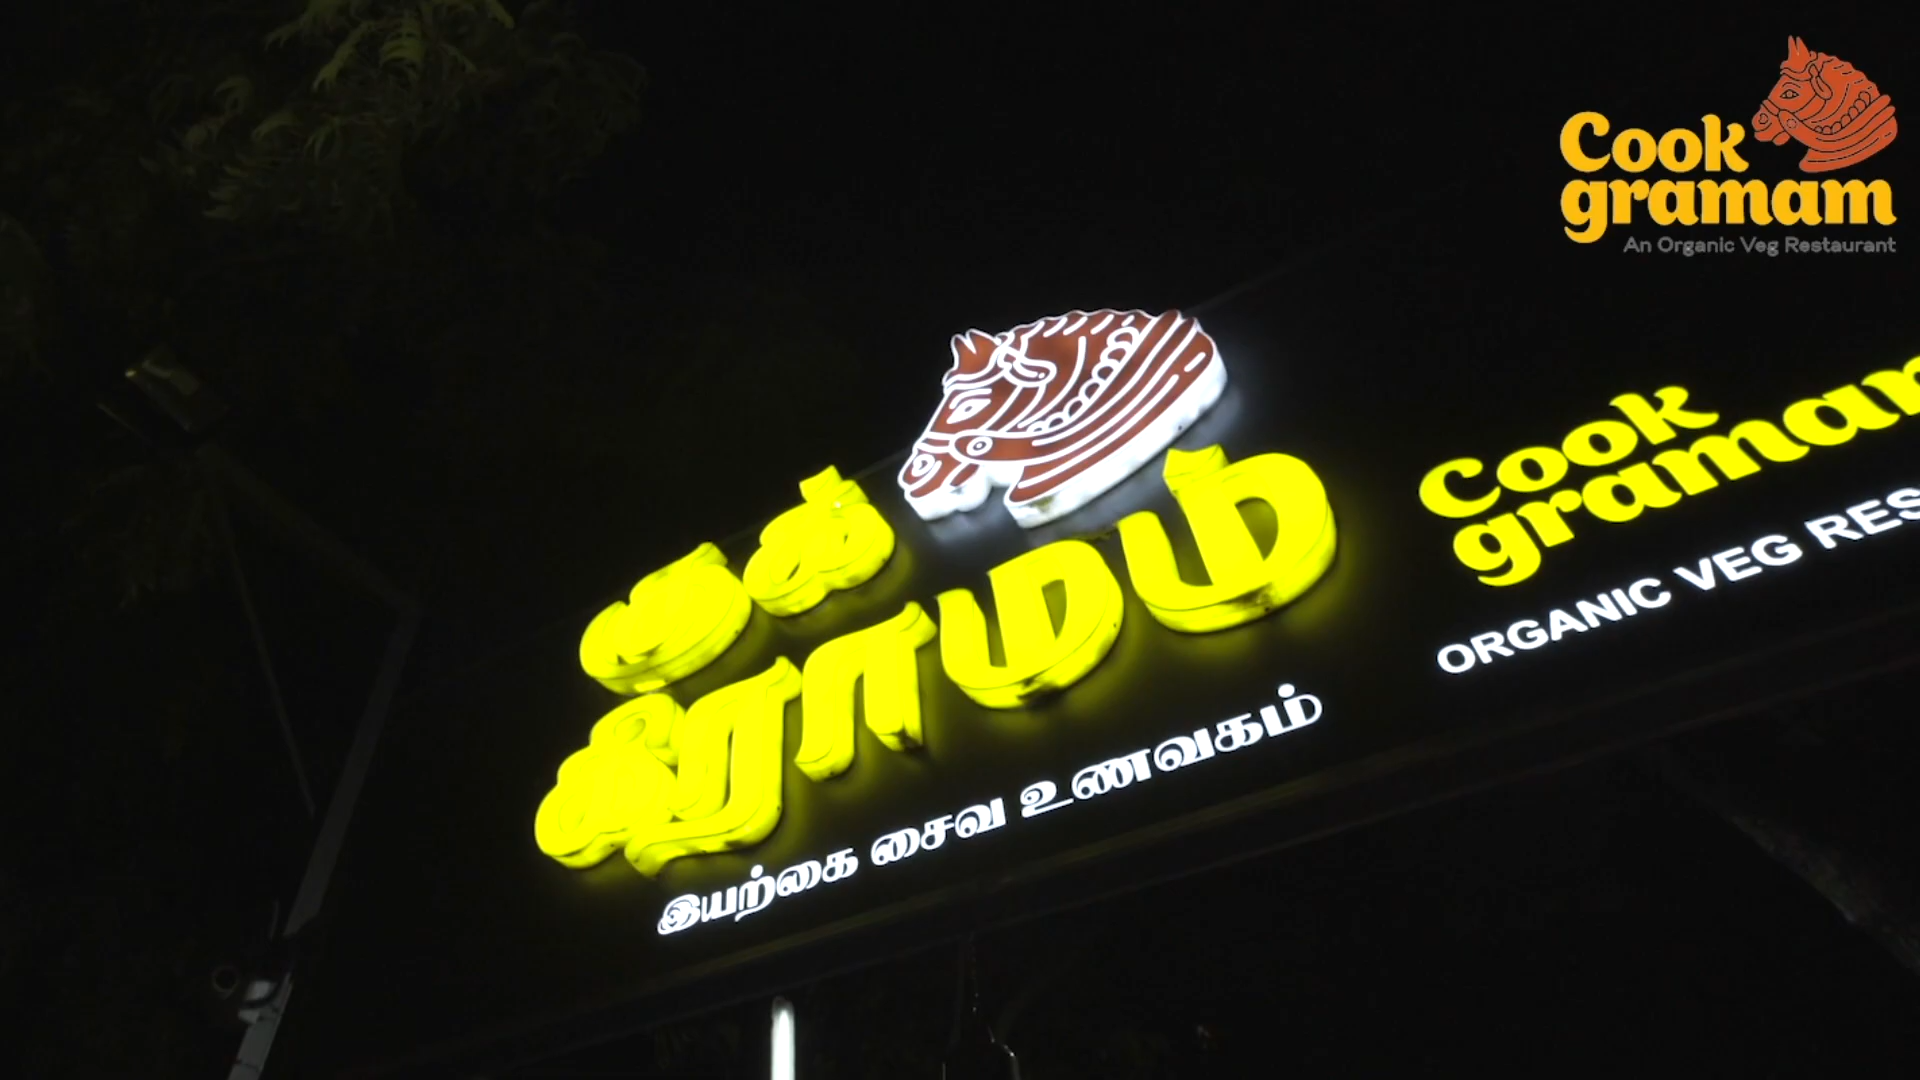 Cook
gramam
An Organic Veg Restaurant
குக்
கிராமம்
இயற்கை சைவ உணவகம்
Cook
gramam
ORGANIC VEG RES